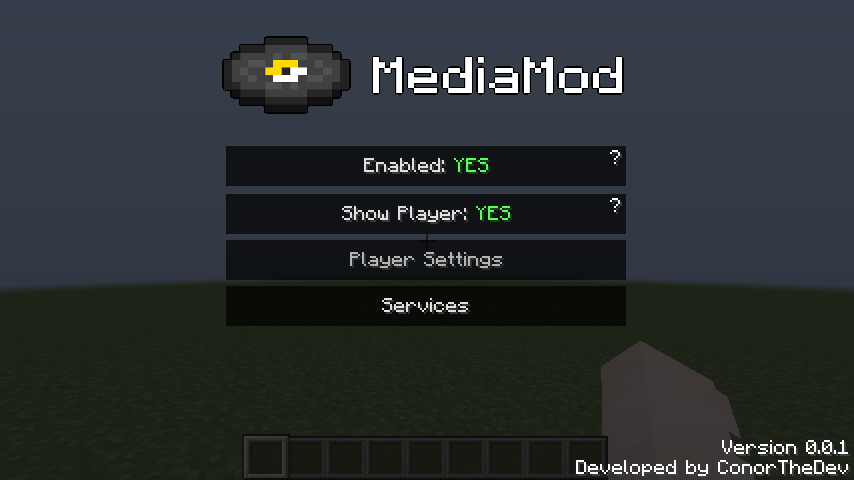 MediaMod
Enabled: YES
?
Show Player: YES
?
Player Settings
Services
Version 0.0.1
Developed by ConorTheDev